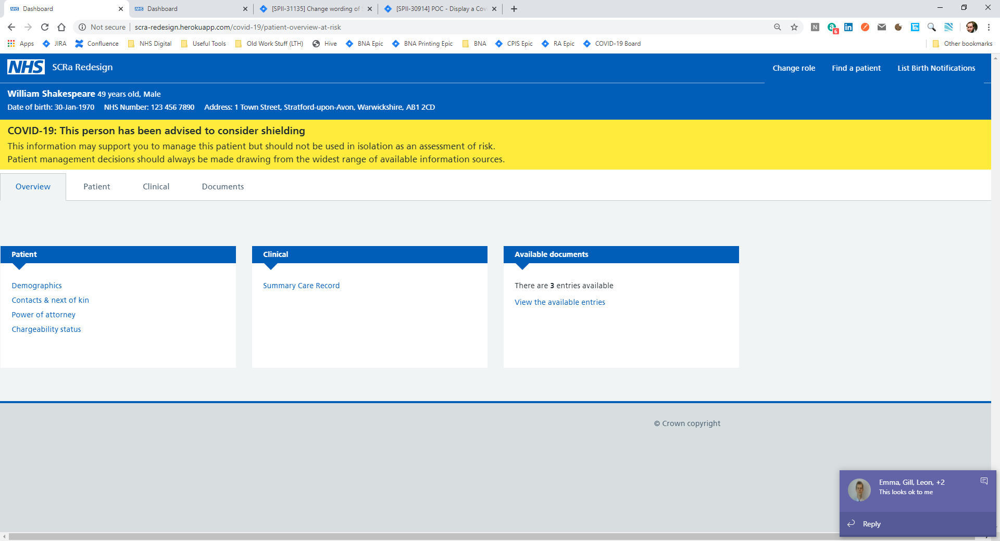 Dashboard
Dashboard
[SPII-31135] Change wording of
[SPII-30914] POC - Display a Cov
Not secure
scra-redesign.herokuapp.com/covid-19/patient-overview-at-risk
N
6
Apps
JIRA
Confluence
NHS Digital
Useful Tools
Old Work Stuff (LTH)
Hive
BNA Epic
BNA Printing Epic
BNA
CPIS Epic
RA Epic
COVID-19 Board
Other bookmarks
NHS SCRa Redesign
Change role
Find a patient
List Birth Notifications
William Shakespeare 49 years old, Male
Date of birth: 30-Jan-1970 NHS Number: 123 456 7890 Address: 1 Town Street, Stratford-upon-Avon, Warwickshire, AB1 2CD
COVID-19: This person has been advised to consider shielding
This information may support you to manage this patient but should not be used in isolation as an assessment of risk.
Patient management decisions should always be made drawing from the widest range of available information sources.
Overview
Patient
Clinical
Documents
Patient
Demographics
Contacts & next of kin
Power of attorney
Chargeability status
Clinical
Summary Care Record
Available documents
There are 3 entries available
View the available entries
© Crown copyright
Emma, Gill, Leon, +2
This looks ok to me
Reply